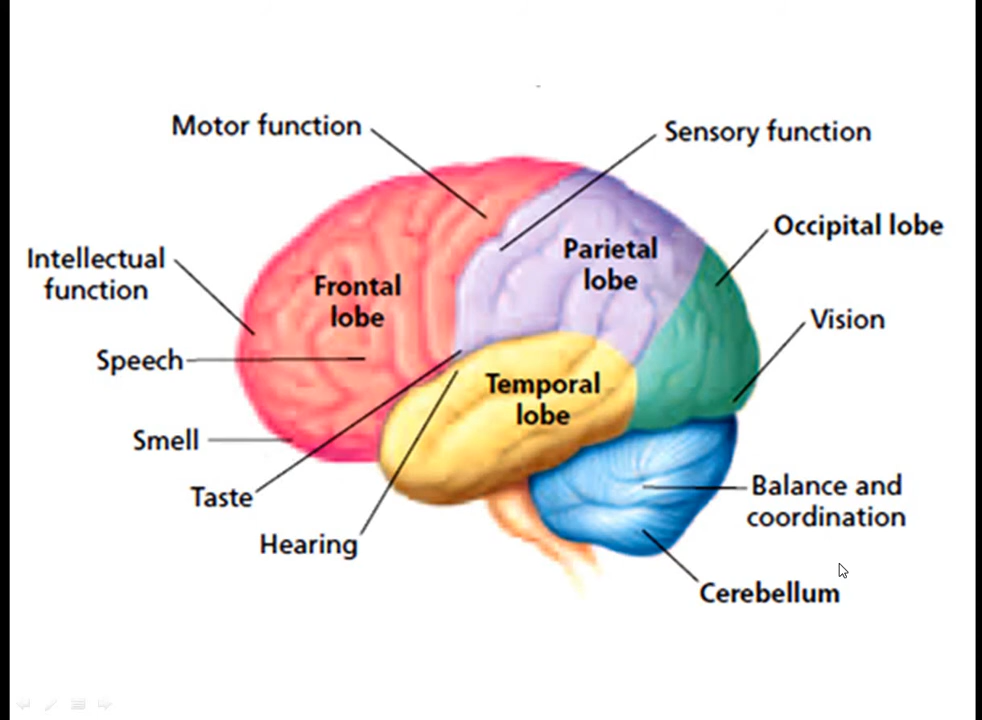 Motor function
Sensory function
Occipital lobe
Parietal
lobe
Intellectual
function
Frontal
lobe
Vision
Speech
Temporal
lobe
Smell
Taste
Balance and
coordination
Hearing
Cerebellum